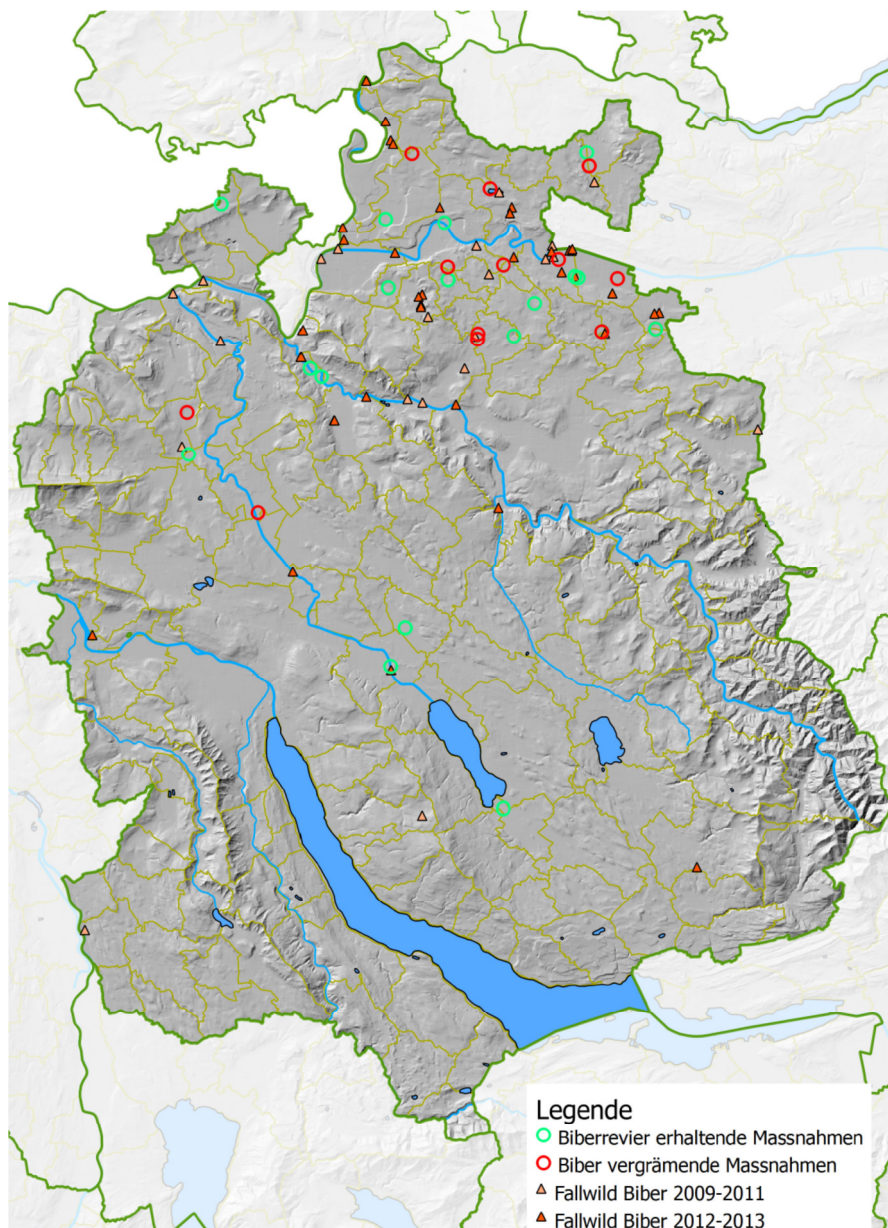 Legende
Biberrevier erhaltende Massnahmen
Biber vergrämende Massnahmen
Fallwild Biber 2009-2011
Fallwild Biber 2012-2013